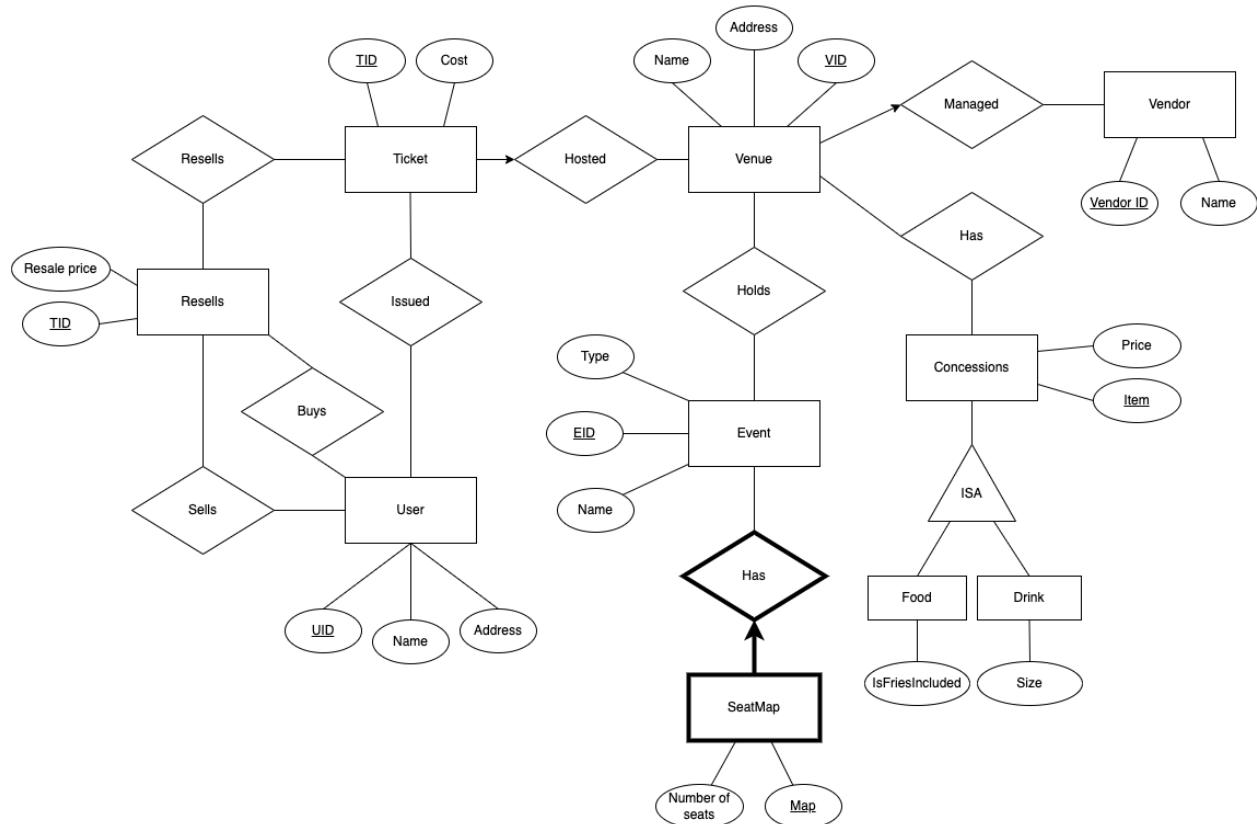 Address
TID
Cost
Name
VID
Managed
Vendor
Resells
Ticket
Hosted
Venue
Vendor ID
Name
Has
Resale price
Resells
TID
Issued
Holds
Type
Price
Concessions
Item
Buys
EID
Event
Name
ISA
Sells
User
Has
Food
Drink
UID
Name
Address
IsFriesIncluded
Size
SeatMap
Number of
seats
Map